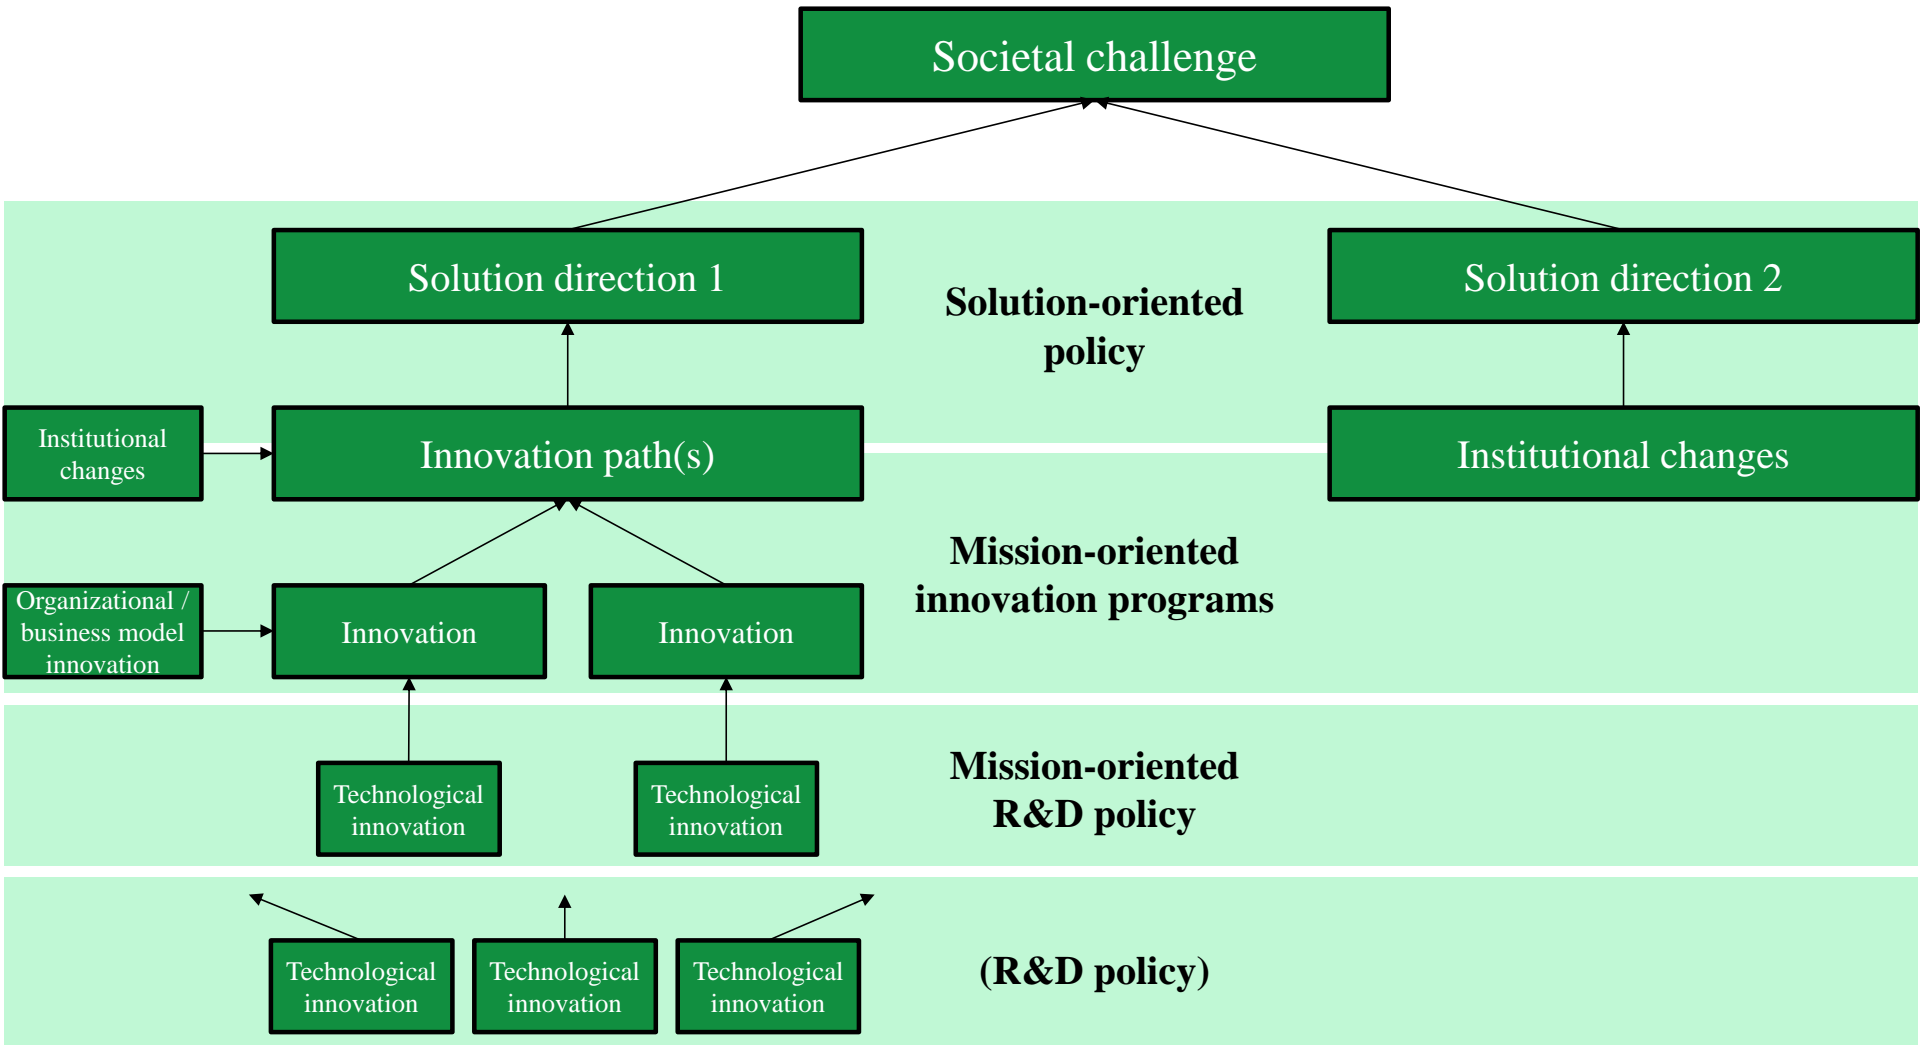 Societal challenge
Solution direction 1
Solution-oriented
policy
Solution direction 2
Institutional
changes
Innovation path(s)
Institutional changes
Mission-oriented
innovation programs
Organizational /
business model
innovation
Innovation
Innovation
Technological
innovation
Technological
innovation
Mission-oriented
R&D policy
Technological
innovation
Technological
innovation
Technological
innovation
(R&D policy)